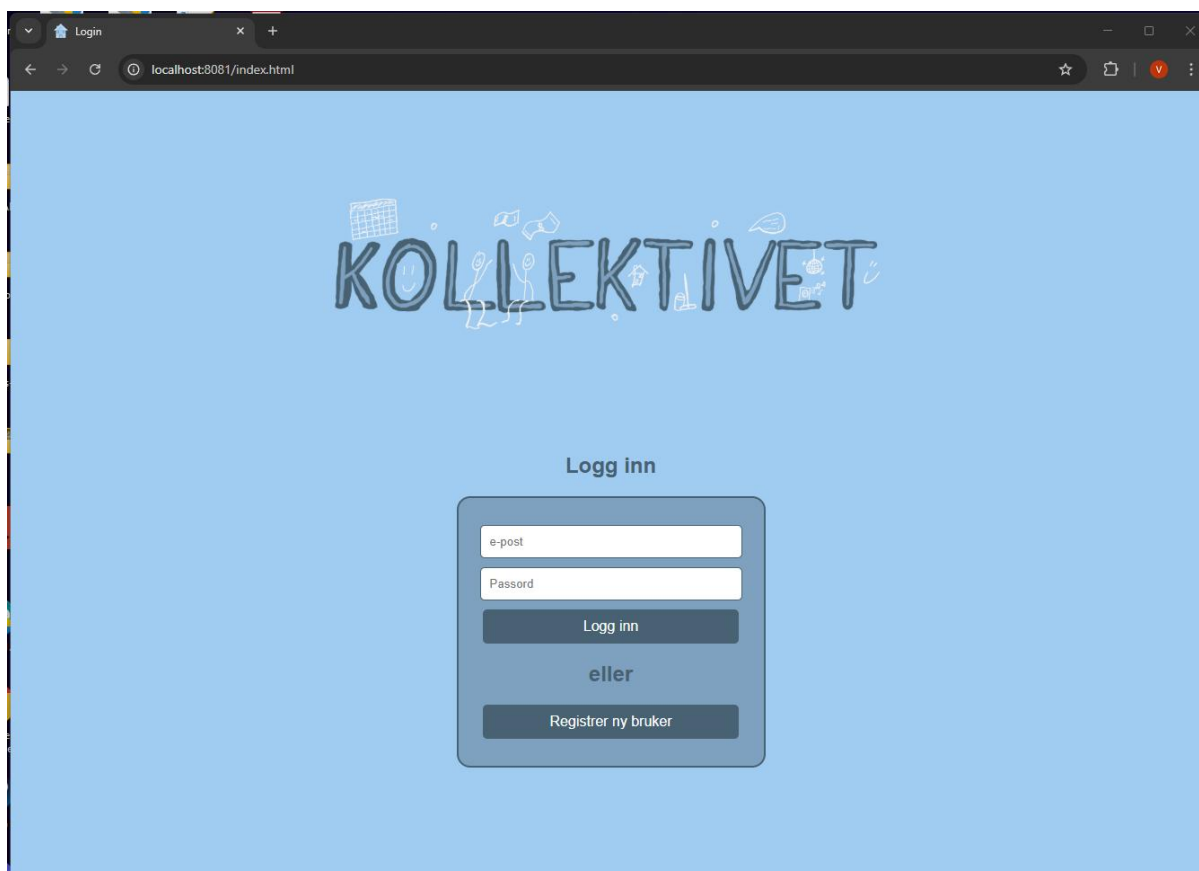 Login
localhost:8081/index.html
V
KOLLEKTIVET
Logg inn
e-post
Passord
Logg inn
eller
Registrer ny bruker